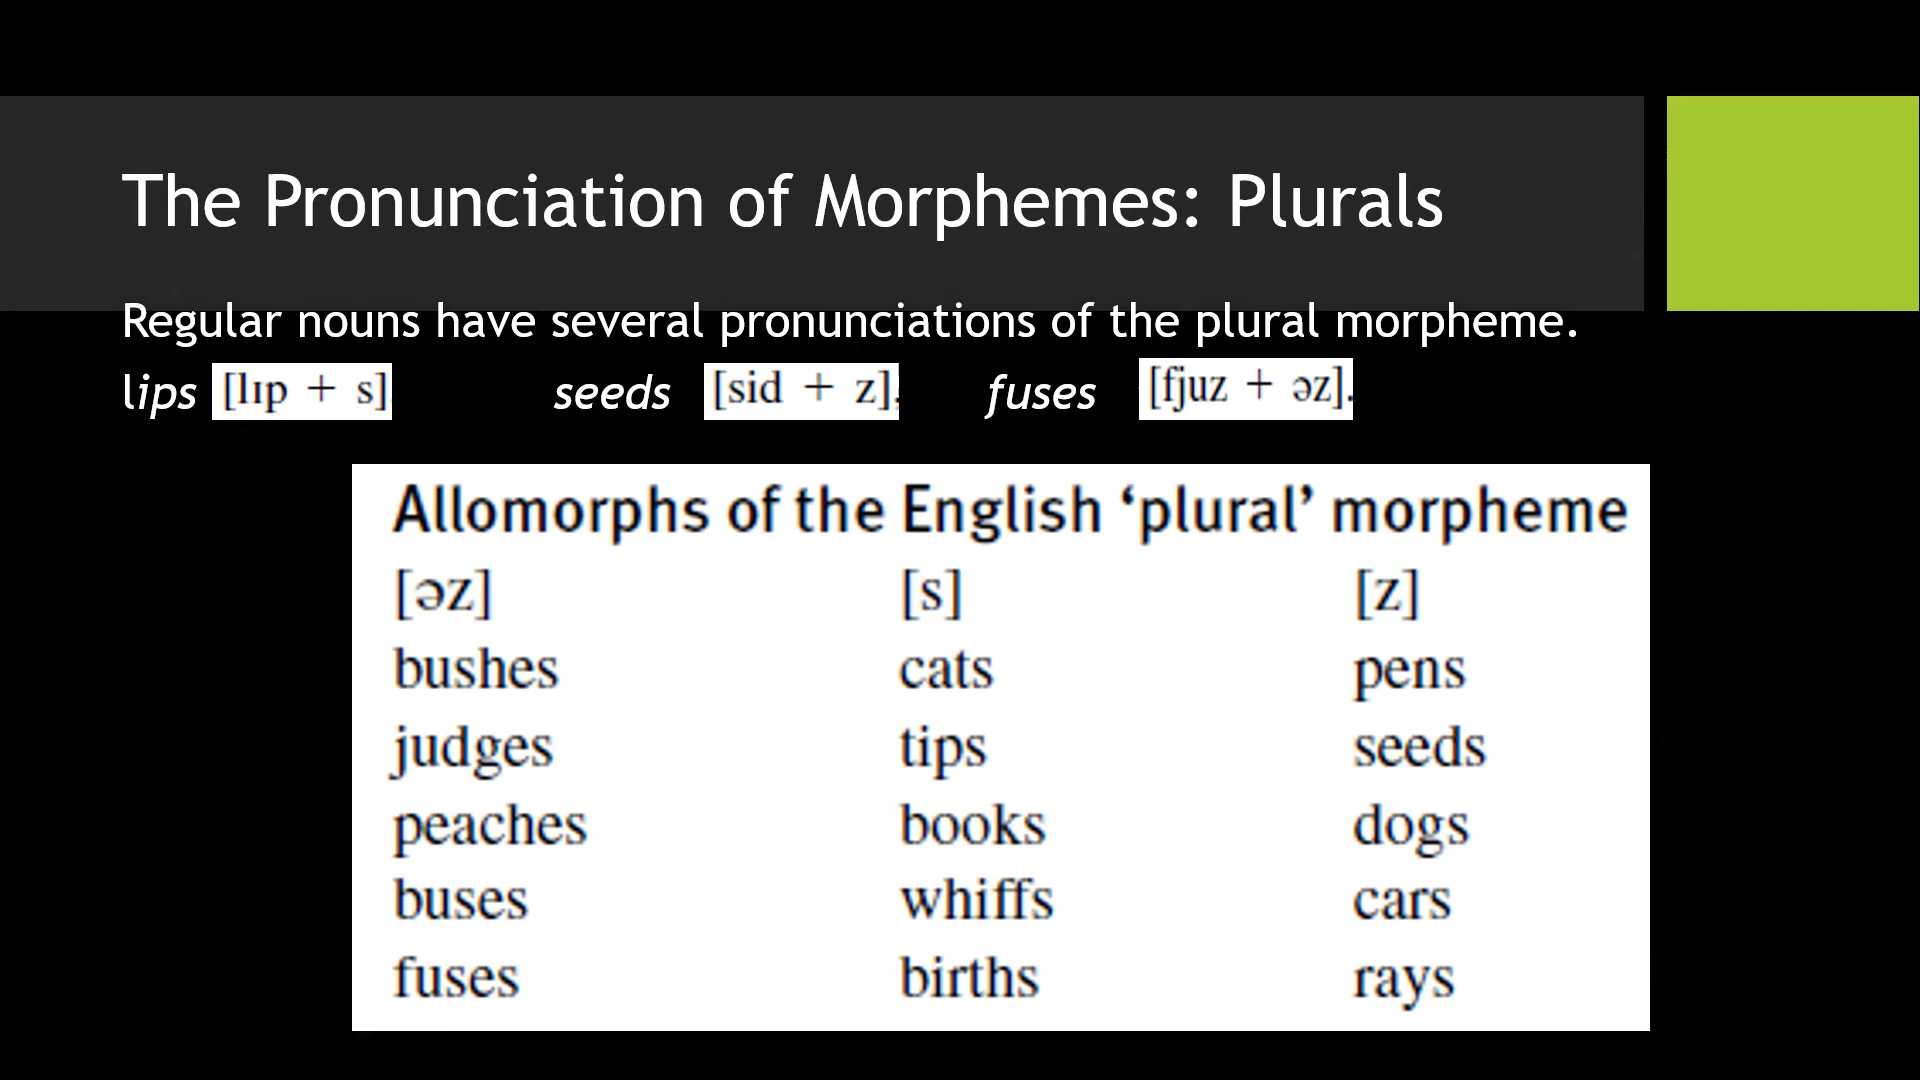 The Pronunciation of Morphemes: Plurals
Regular nouns have several pronunciations of the plural morpheme.
lips [lɪp + s] seeds [sid + z], fuses [fjuz + əz].
Allomorphs of the English ‘plural’ morpheme
[əz] [s] [z]
bushes cats pens
judges tips seeds
peaches books dogs
buses whiffs cars
fuses births rays